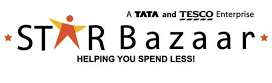 A TATA and TESCO Enterprise
STAR Bazaar
HELPING YOU SPEND LESS!